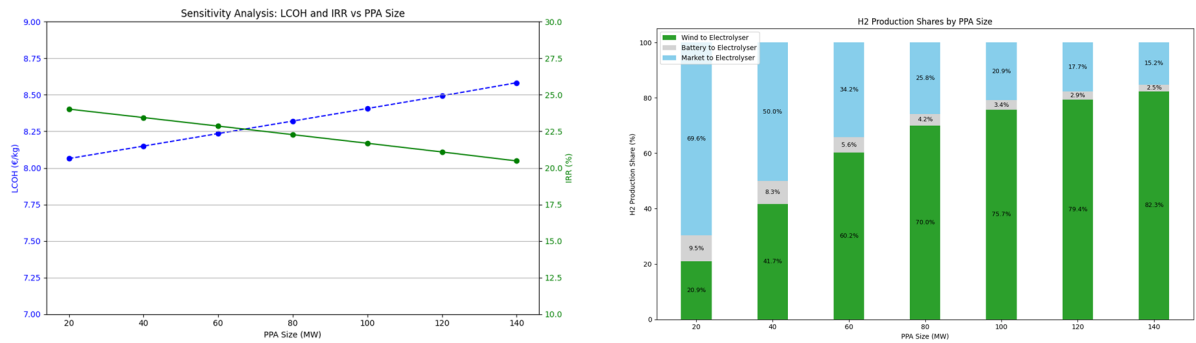 Sensitivity Analysis: LCOH and IRR vs PPA Size
LCOH (€/kg)
9.00
8.75
8.50
8.25
8.00
7.75
7.50
7.25
7.00
30.0
27.5
25.0
22.5
20.0
17.5
15.0
12.5
10.0
IRR (%)
20 40 60 80 100 120 140
PPA Size (MW)
H2 Production Shares by PPA Size
Wind to Electrolyser
Battery to Electrolyser
Market to Electrolyser
H2 Production Share (%)
100
80
60
40
20
0
69.6% 50.0% 34.2% 25.8% 20.9% 17.7% 15.2%
9.5% 8.3% 5.6% 4.2% 3.4% 2.9% 2.5%
20.9% 41.7% 60.2% 70.0% 75.7% 79.4% 82.3%
20 40 60 80 100 120 140
PPA Size (MW)